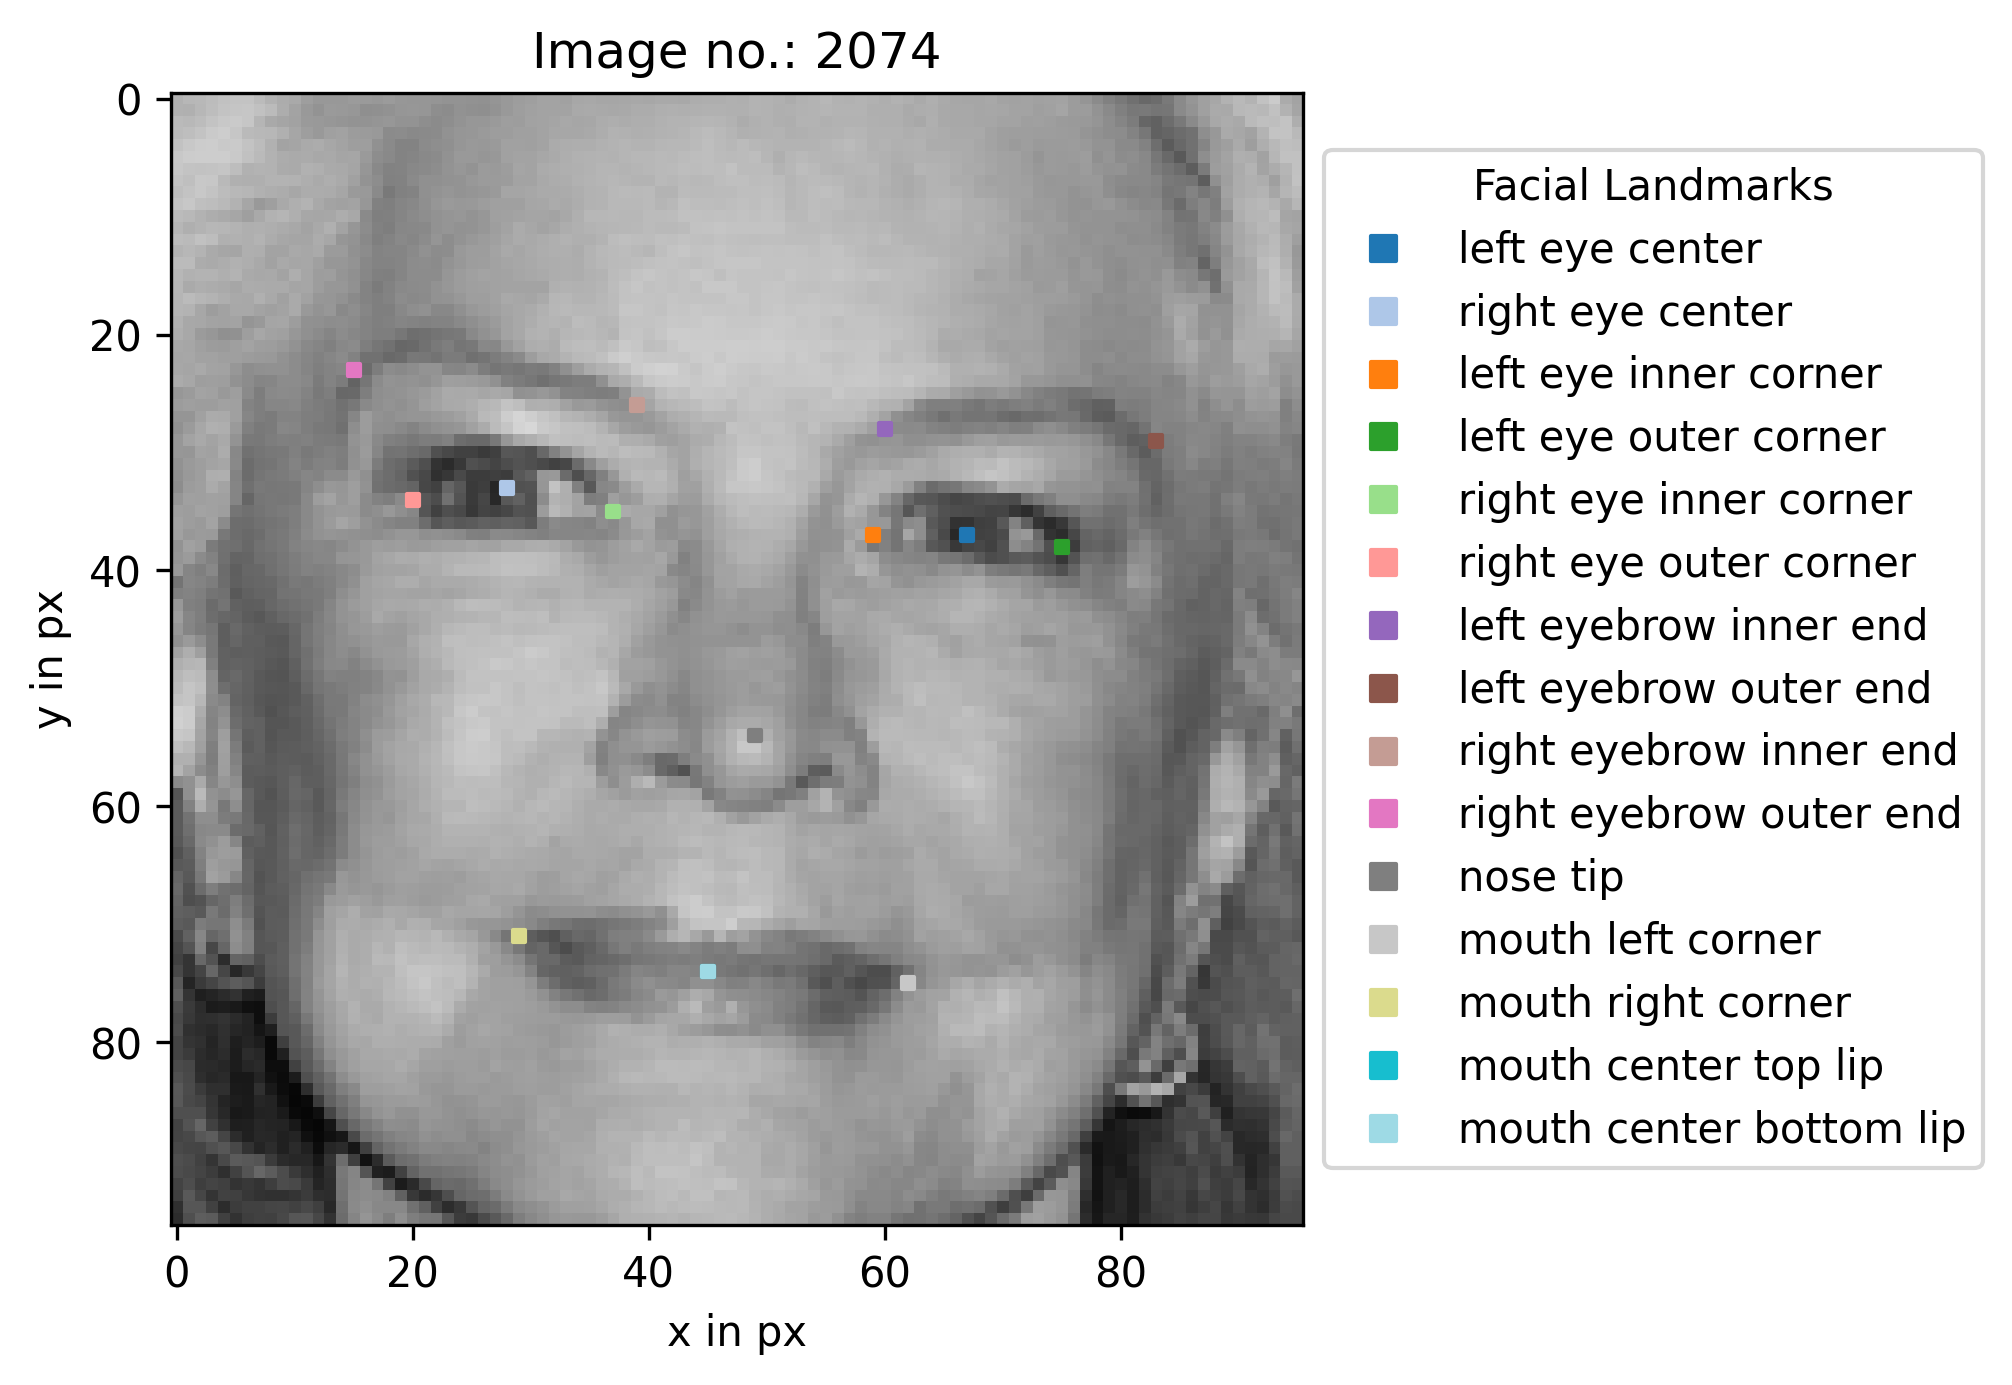 Image no.: 2074
0
20
40
60
80
y in px
0
20
40
60
80
x in px
Facial Landmarks
left eye center
right eye center
left eye inner corner
left eye outer corner
right eye inner corner
right eye outer corner
left eyebrow inner end
left eyebrow outer end
right eyebrow inner end
right eyebrow outer end
nose tip
mouth left corner
mouth right corner
mouth center top lip
mouth center bottom lip